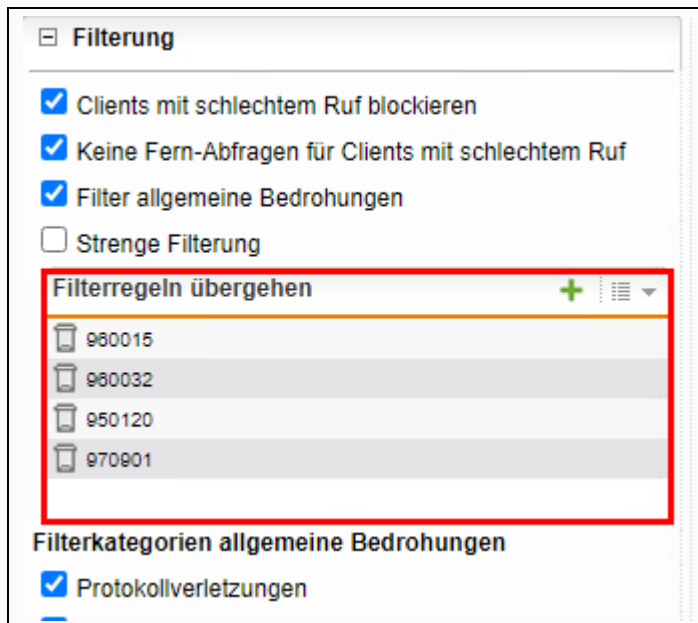 Filterung
Clients mit schlechtem Ruf blockieren
Keine Fern-Abfragen für Clients mit schlechtem Ruf
Filter allgemeine Bedrohungen
Strenge Filterung
Filterregeln übergehen
960015
960032
950120
970901
Filterkategorien allgemeine Bedrohungen
Protokollverletzungen